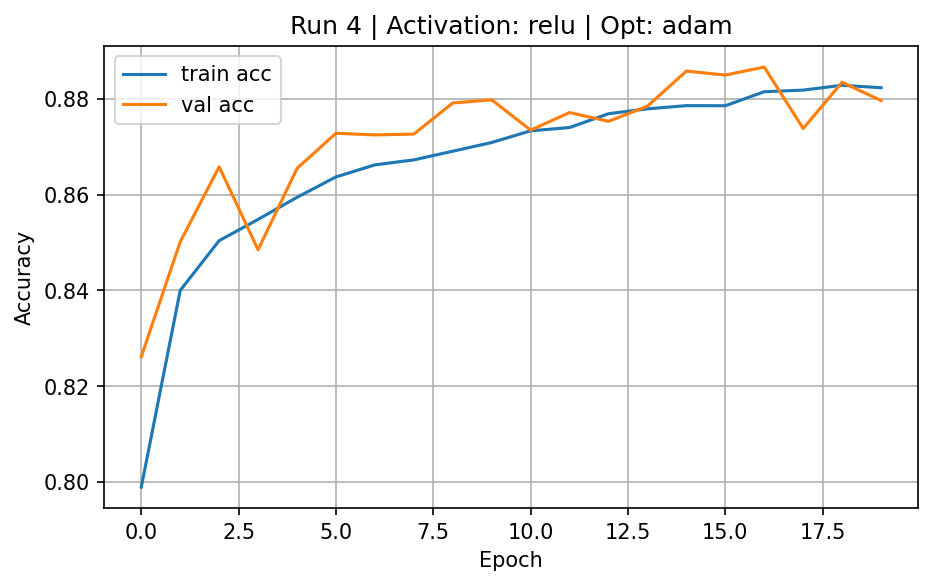 Run 4 | Activation: relu | Opt: adam
train acc
val acc
0.88
0.86
0.84
0.82
0.80
Accuracy
0.0 2.5 5.0 7.5 10.0 12.5 15.0 17.5
Epoch